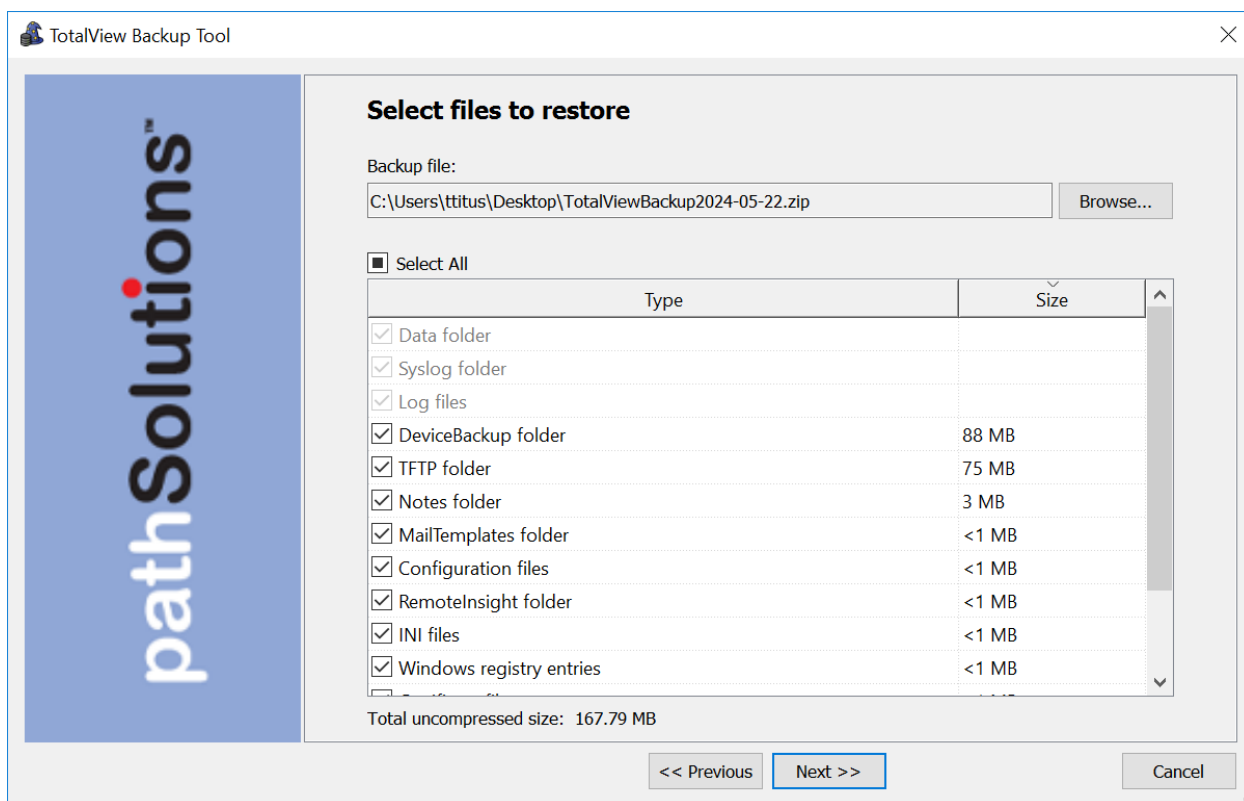 TotalView Backup Tool
pathSolutions™
Select files to restore
Backup file:
C:\Users\ttitus\Desktop\TotalViewBackup2024-05-22.zip
Browse...
Select All
Type Size
Data folder
Syslog folder
Log files
DeviceBackup folder 88 MB
TFTP folder 75 MB
Notes folder 3 MB
MailTemplates folder <1 MB
Configuration files <1 MB
RemoteInsight folder <1 MB
INI files <1 MB
Windows registry entries <1 MB
Total uncompressed size: 167.79 MB
<< Previous Next >> Cancel